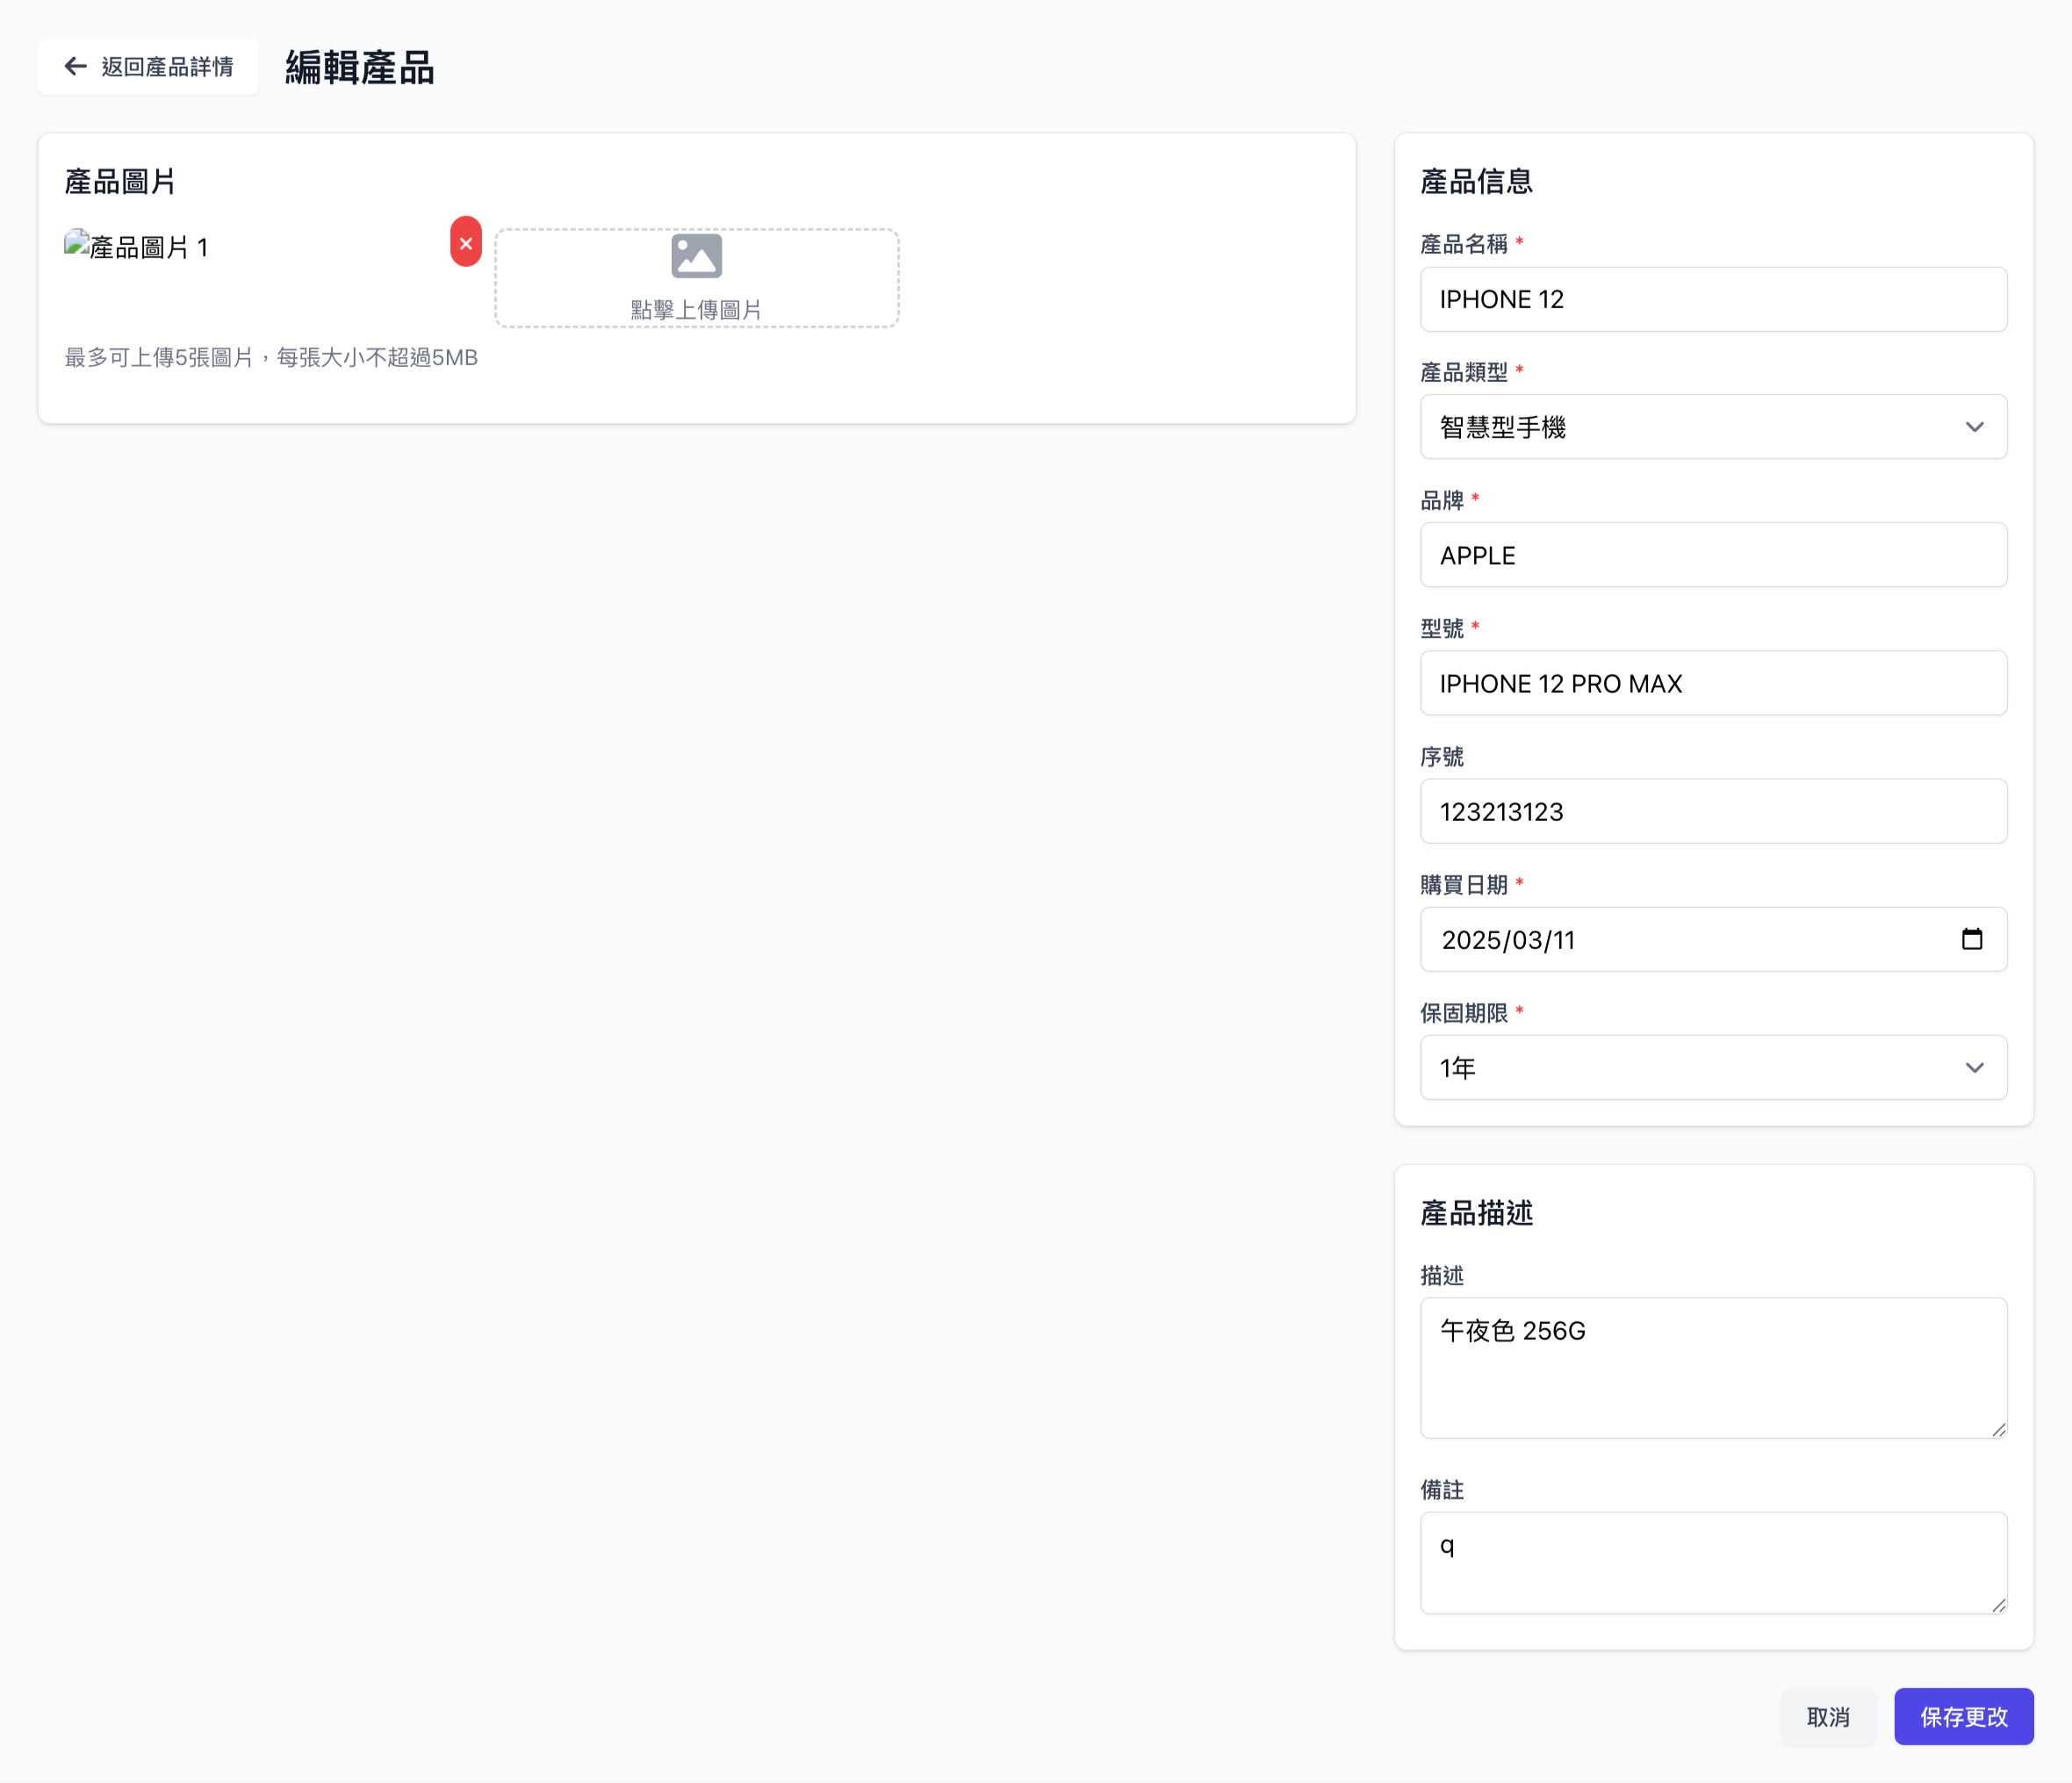 返回產品詳情
編輯產品
產品圖片
產品圖片 1
點擊上傳圖片
最多可上傳5張圖片，每張大小不超過5MB
產品信息
產品名稱 *
IPHONE 12
產品類型 *
智慧型手機
品牌 *
APPLE
型號 *
IPHONE 12 PRO MAX
序號
123213123
購買日期 *
2025/03/11
保固期限 *
1年
產品描述
描述
午夜色 256G
備註
q
取消
保存更改